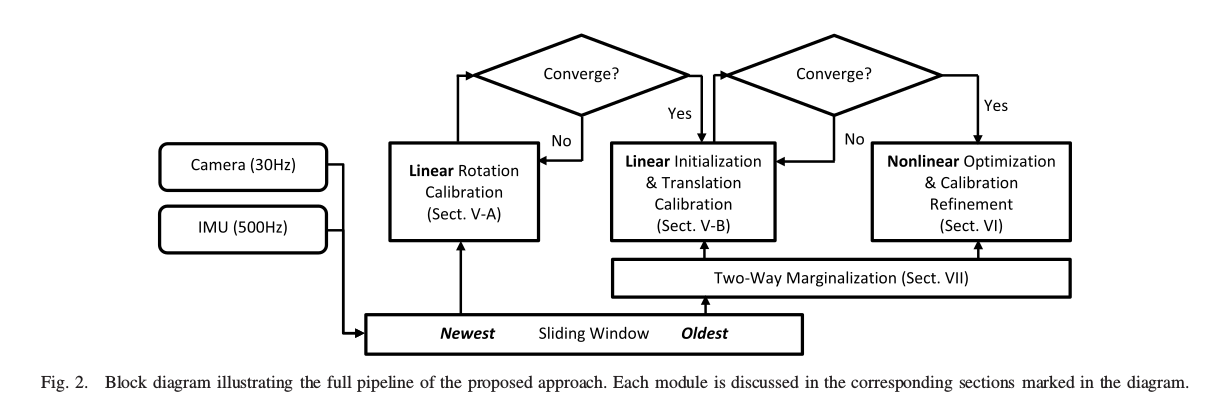 Converge?
Converge?
Yes
Yes
No
No
Camera (30Hz)
Linear Rotation
Calibration
(Sect. V-A)
Linear Initialization
& Translation
Calibration
(Sect. V-B)
Nonlinear Optimization
& Calibration
Refinement
(Sect. VI)
IMU (500Hz)
Two-Way Marginalization (Sect. VII)
Newest Sliding Window Oldest
Fig. 2. Block diagram illustrating the full pipeline of the proposed approach. Each module is discussed in the corresponding sections marked in the diagram.